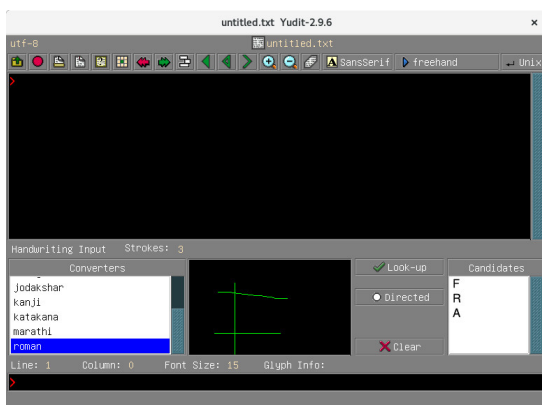 untitled.txt Yudit-2.9.6 ×
utf-8 untitled.txt
A SansSerif freehand Unix
>
Handwriting Input Strokes: 3
Converters Look-up Candidates
jodakshar F
kanji Directed R
katakana A
marathi
roman Clear
Line: 1 Column: 0 Font Size: 15 Glyph Info:
>